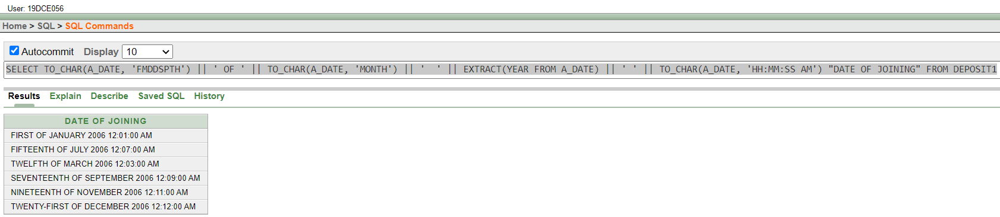 User: 19DCE056
Home > SQL > SQL Commands
Autocommit Display 10
SELECT TO_CHAR(A_DATE, 'FMDDSPTH') || ' OF ' || TO_CHAR(A_DATE, 'MONTH') || '  ' || EXTRACT(YEAR FROM A_DATE) || ' ' || TO_CHAR(A_DATE, 'HH:MM:SS AM') "DATE OF JOINING" FROM DEPOSIT1
Results Explain Describe Saved SQL History
DATE OF JOINING
FIRST OF JANUARY 2006 12:01:00 AM
FIFTEENTH OF JULY 2006 12:07:00 AM
TWELFTH OF MARCH 2006 12:03:00 AM
SEVENTEENTH OF SEPTEMBER 2006 12:09:00 AM
NINETEENTH OF NOVEMBER 2006 12:11:00 AM
TWENTY-FIRST OF DECEMBER 2006 12:12:00 AM